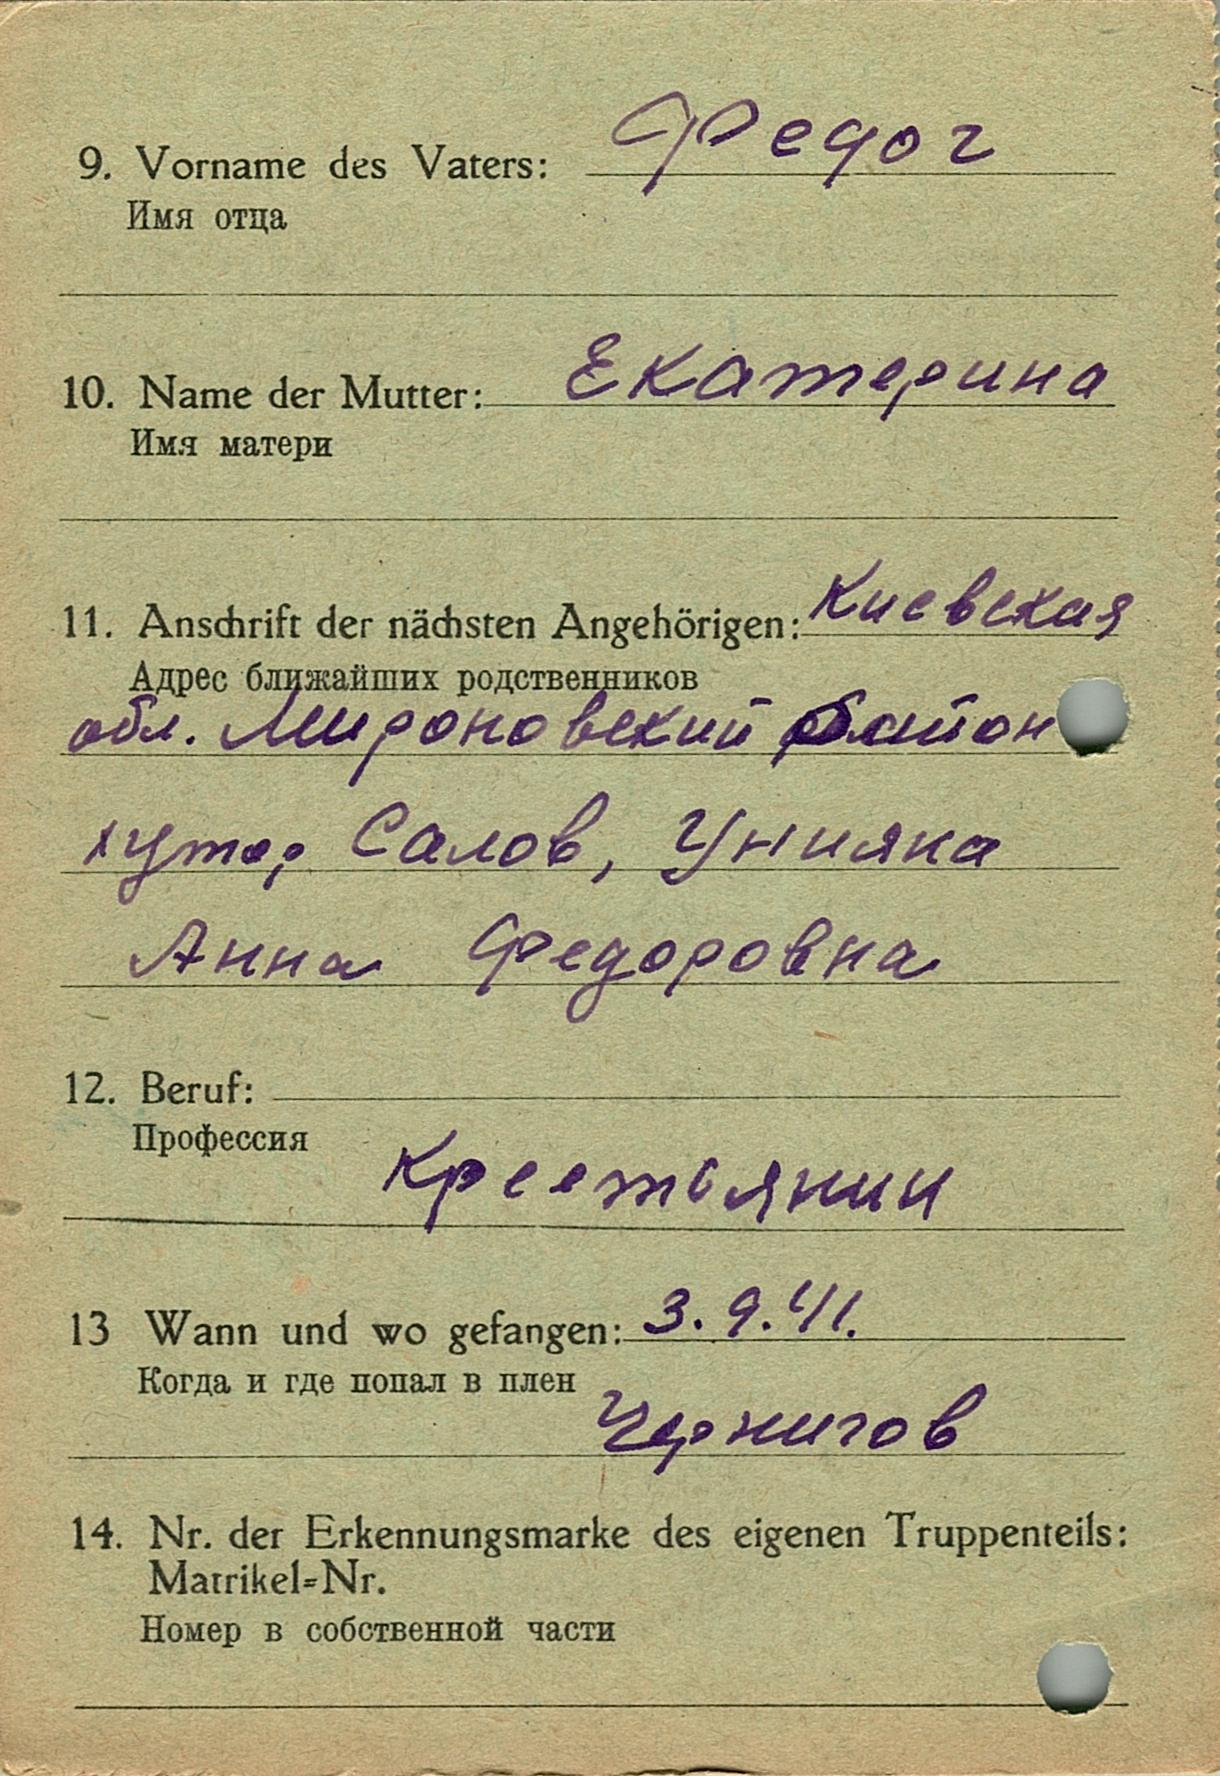 9. Vorname des Vaters: Федог
Имя отца
10. Name der Mutter: Екатерина
Имя матери
11. Anschrift der nächsten Angehörigen: Киевская
Адрес ближайших родственников
обл. Мироновский район
хутор Салов, Унияка
Анна Федоровна
12. Beruf:
Профессия
Крестьянин
13 Wann und wo gefangen: 3.9.41.
Когда и где попал в плен
Чернигов
14. Nr. der Erkennungsmarke des eigenen Truppenteils:
Matrikel=Nr.
Номер в собственной части